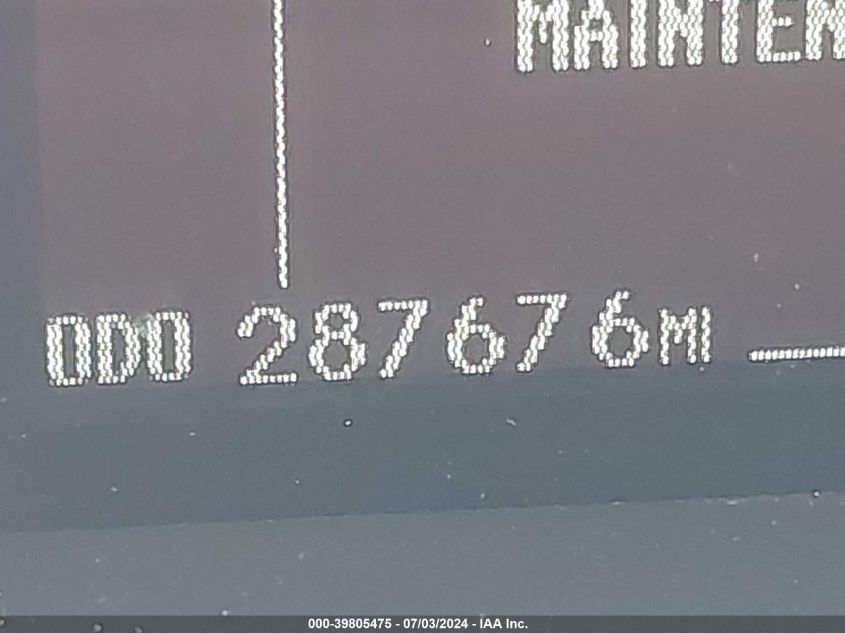 MAINTEN
ODO 287676MI
000-39805475 - 07/03/2024 - IAA Inc.